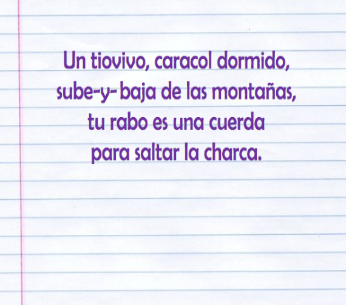 Un tiovivo, caracol dormido,
sube-y-baja de las montañas,
tu rabo es una cuerda
para saltar la charca.